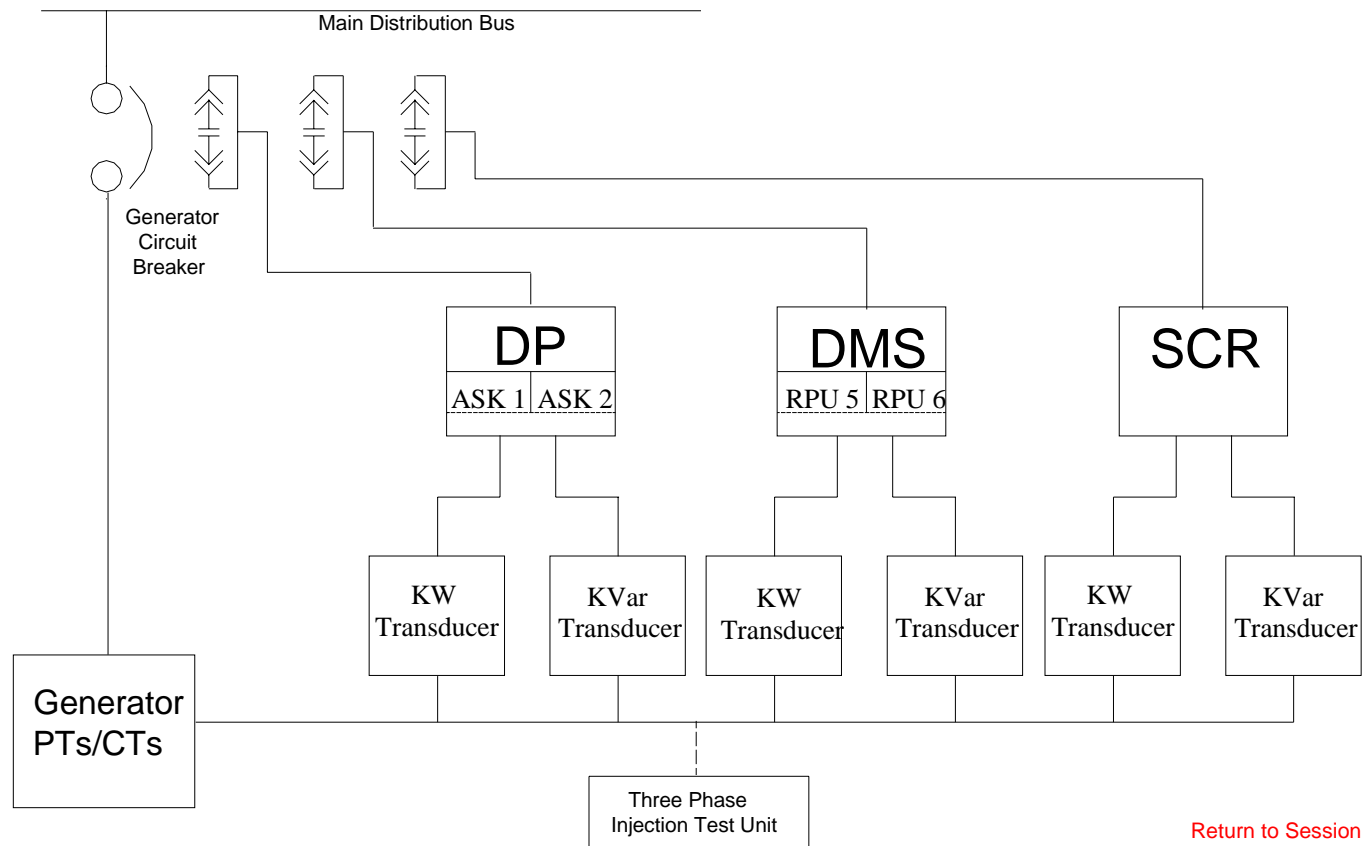 Main Distribution Bus
Generator
Circuit
Breaker
DP
ASK 1 ASK 2
DMS
RPU 5 RPU 6
SCR
KW
Transducer
KVar
Transducer
KW
Transducer
KVar
Transducer
KW
Transducer
KVar
Transducer
Generator
PTs/CTs
Three Phase
Injection Test Unit
Return to Session